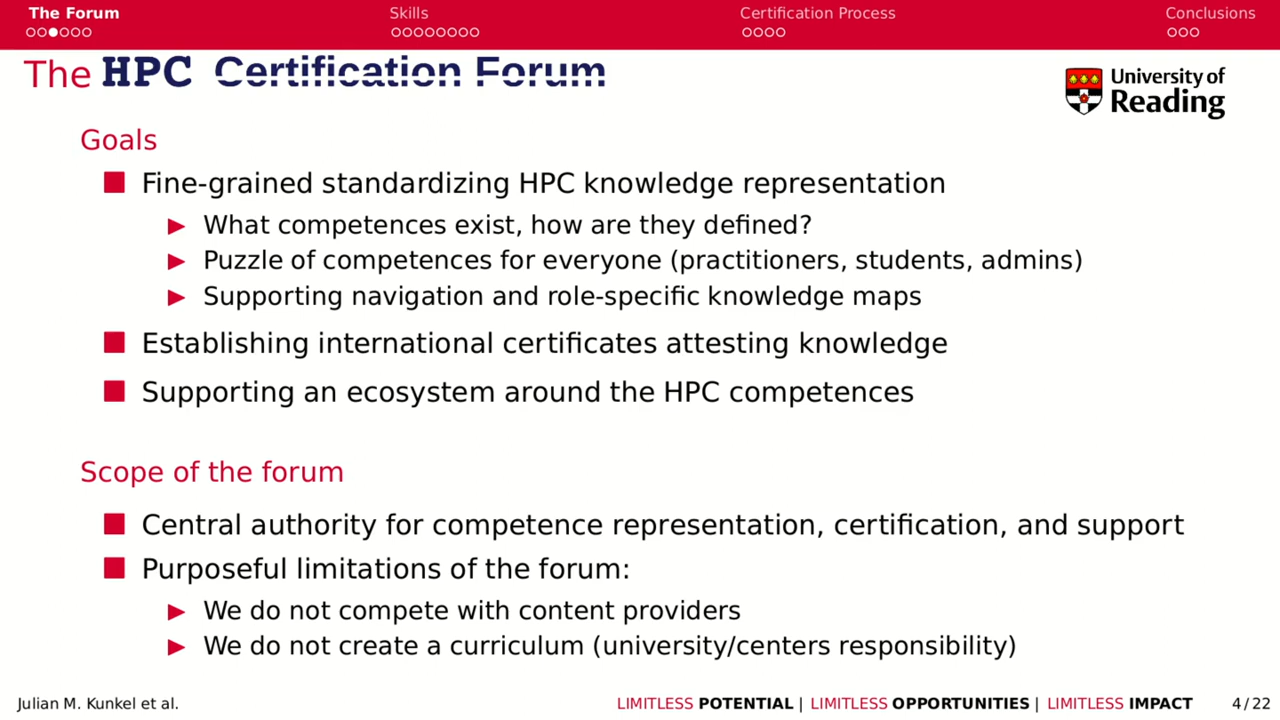 The Forum Skills Certification Process Conclusions
The HPC Certification Forum
University of
Reading
Goals
Fine-grained standardizing HPC knowledge representation
What competences exist, how are they defined?
Puzzle of competences for everyone (practitioners, students, admins)
Supporting navigation and role-specific knowledge maps
Establishing international certificates attesting knowledge
Supporting an ecosystem around the HPC competences
Scope of the forum
Central authority for competence representation, certification, and support
Purposeful limitations of the forum:
We do not compete with content providers
We do not create a curriculum (university/centers responsibility)
Julian M. Kunkel et al. LIMITLESS POTENTIAL | LIMITLESS OPPORTUNITIES | LIMITLESS IMPACT 4/22